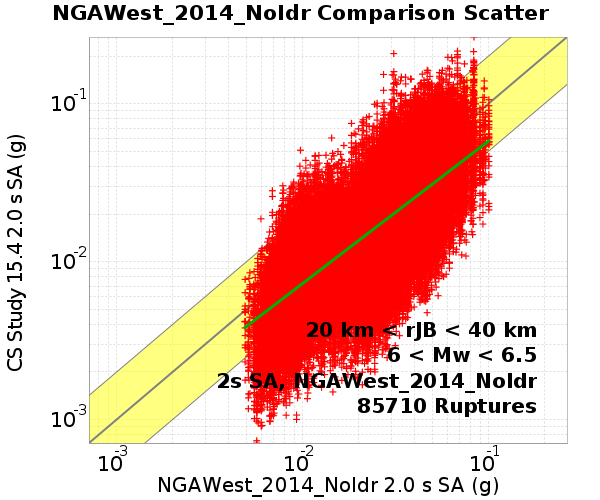 NGAWest_2014_NoIdr Comparison Scatter
CS Study 15.4 2.0 s SA (g)
10-1
10-2
10-3
20 km < rJB < 40 km
6 < Mw < 6.5
2s SA, NGAWest_2014_NoIdr
85710 Ruptures
10-3 10-2 10-1
NGAWest_2014_NoIdr 2.0 s SA (g)